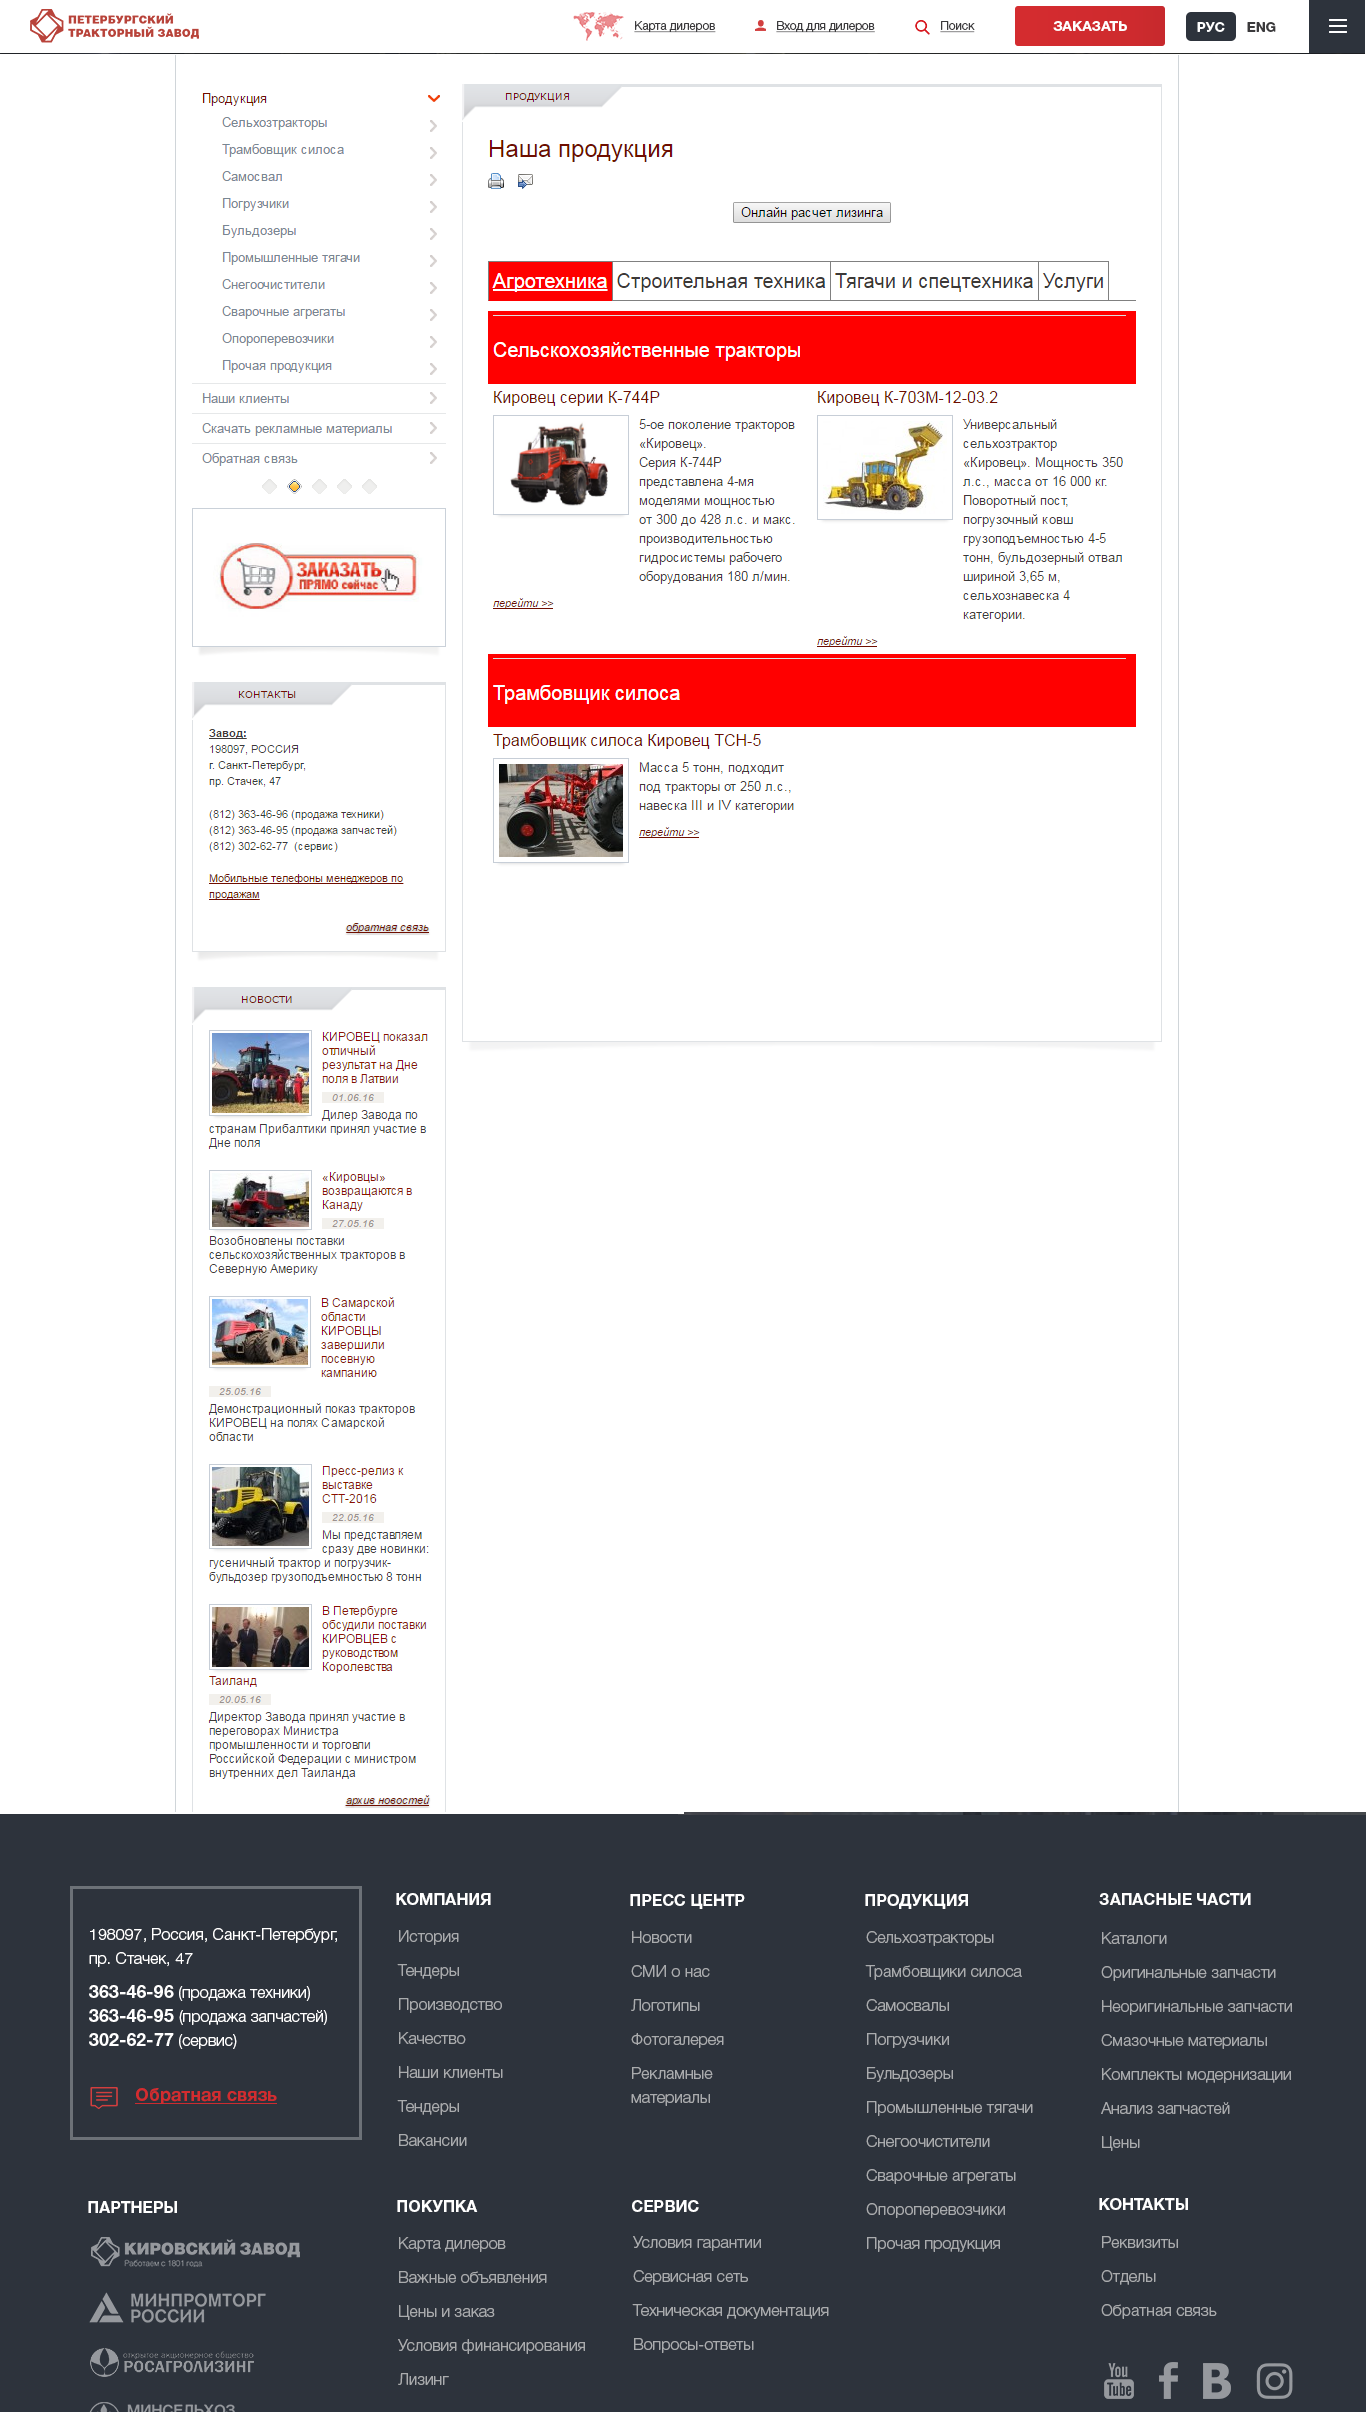 ПЕТЕРБУРГСКИЙ
ТРАКТОРНЫЙ ЗАВОД
Карта дилеров
Вход для дилеров
Поиск
ЗАКАЗАТЬ
РУС
ENG
Продукция
Сельхозтракторы
Трамбовщик силоса
Самосвал
Погрузчики
Бульдозеры
Промышленные тягачи
Снегоочистители
Сварочные агрегаты
Опороперевозчики
Прочая продукция
Наши клиенты
Скачать рекламные материалы
Обратная связь
ЗАКАЗАТЬ
ПРЯМО сейчас
КОНТАКТЫ
Завод:
198097, РОССИЯ
г. Санкт-Петербург,
пр. Стачек, 47
(812) 363-46-96 (продажа техники)
(812) 363-46-95 (продажа запчастей)
(812) 302-62-77 (сервис)
Мобильные телефоны менеджеров по
продажам
обратная связь
НОВОСТИ
КИРОВЕЦ показал
отличный
результат на Дне
поля в Латвии
01.06.16
Дилер Завода по
странам Прибалтики принял участие в
Дне поля
«Кировцы»
возвращаются в
Канаду
27.05.16
Возобновлены поставки
сельскохозяйственных тракторов в
Северную Америку
В Самарской
области
КИРОВЦЫ
завершили
посевную
кампанию
25.05.16
Демонстрационный показ тракторов
КИРОВЕЦ на полях Самарской
области
Пресс-релиз к
выставке
СТТ-2016
22.05.16
Мы представляем
сразу две новинки:
гусеничный трактор и погрузчик-
бульдозер грузоподъемностью 8 тонн
В Петербурге
обсудили поставки
КИРОВЦЕВ с
руководством
Королевства
Таиланд
20.05.16
Директор Завода принял участие в
переговорах Министра
промышленности и торговли
Российской Федерации с министром
внутренних дел Таиланда
архив новостей
ПРОДУКЦИЯ
Наша продукция
Онлайн расчет лизинга
Агротехника
Строительная техника
Тягачи и спецтехника
Услуги
Сельскохозяйственные тракторы
Кировец серии К-744Р
5-ое поколение тракторов
«Кировец».
Серия К-744Р
представлена 4-мя
моделями мощностью
от 300 до 428 л.с. и макс.
производительностью
гидросистемы рабочего
оборудования 180 л/мин.
перейти >>
Кировец К-703М-12-03.2
Универсальный
сельхозтрактор
«Кировец». Мощность 350
л.с., масса от 16 000 кг.
Поворотный пост,
погрузочный ковш
грузоподъемностью 4-5
тонн, бульдозерный отвал
шириной 3,65 м,
сельхознавеска 4
категории.
перейти >>
Трамбовщик силоса
Трамбовщик силоса Кировец ТСН-5
Масса 5 тонн, подходит
под тракторы от 250 л.с.,
навеска III и IV категории
перейти >>
198097, Россия, Санкт-Петербург,
пр. Стачек, 47
363-46-96 (продажа техники)
363-46-95 (продажа запчастей)
302-62-77 (сервис)
Обратная связь
ПАРТНЕРЫ
КИРОВСКИЙ ЗАВОД
Работаем с 1801 года
МИНПРОМТОРГ
РОССИИ
открытое акционерное общество
РОСАГРОЛИЗИНГ
МИНСЕЛЬХОЗ
КОМПАНИЯ
История
Тендеры
Производство
Качество
Наши клиенты
Тендеры
Вакансии
ПОКУПКА
Карта дилеров
Важные объявления
Цены и заказ
Условия финансирования
Лизинг
ПРЕСС ЦЕНТР
Новости
СМИ о нас
Логотипы
Фотогалерея
Рекламные
материалы
СЕРВИС
Условия гарантии
Сервисная сеть
Техническая документация
Вопросы-ответы
ПРОДУКЦИЯ
Сельхозтракторы
Трамбовщики силоса
Самосвалы
Погрузчики
Бульдозеры
Промышленные тягачи
Снегоочистители
Сварочные агрегаты
Опороперевозчики
Прочая продукция
ЗАПАСНЫЕ ЧАСТИ
Каталоги
Оригинальные запчасти
Неоригинальные запчасти
Смазочные материалы
Комплекты модернизации
Анализ запчастей
Цены
КОНТАКТЫ
Реквизиты
Отделы
Обратная связь
You
Tube